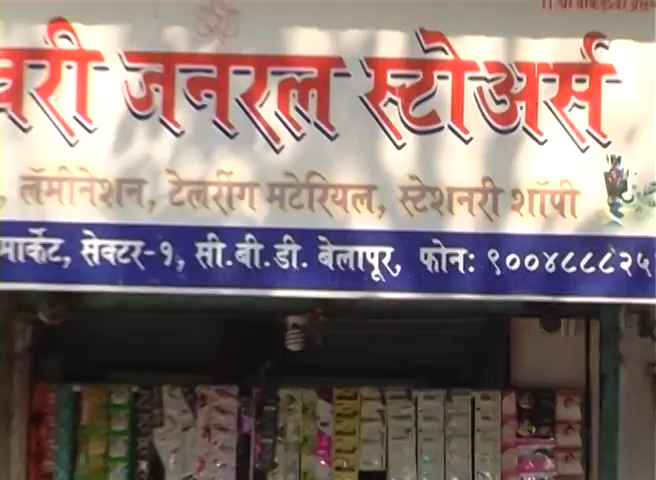 वरी जनरल स्टोअर्स
, लॅमीनेशन, टेलरींग मटेरियल, स्टेशनरी शॉपी
मार्केट, सेक्टर-१, सी.बी.डी. बेलापूर, फोन: ९००४८८८२५